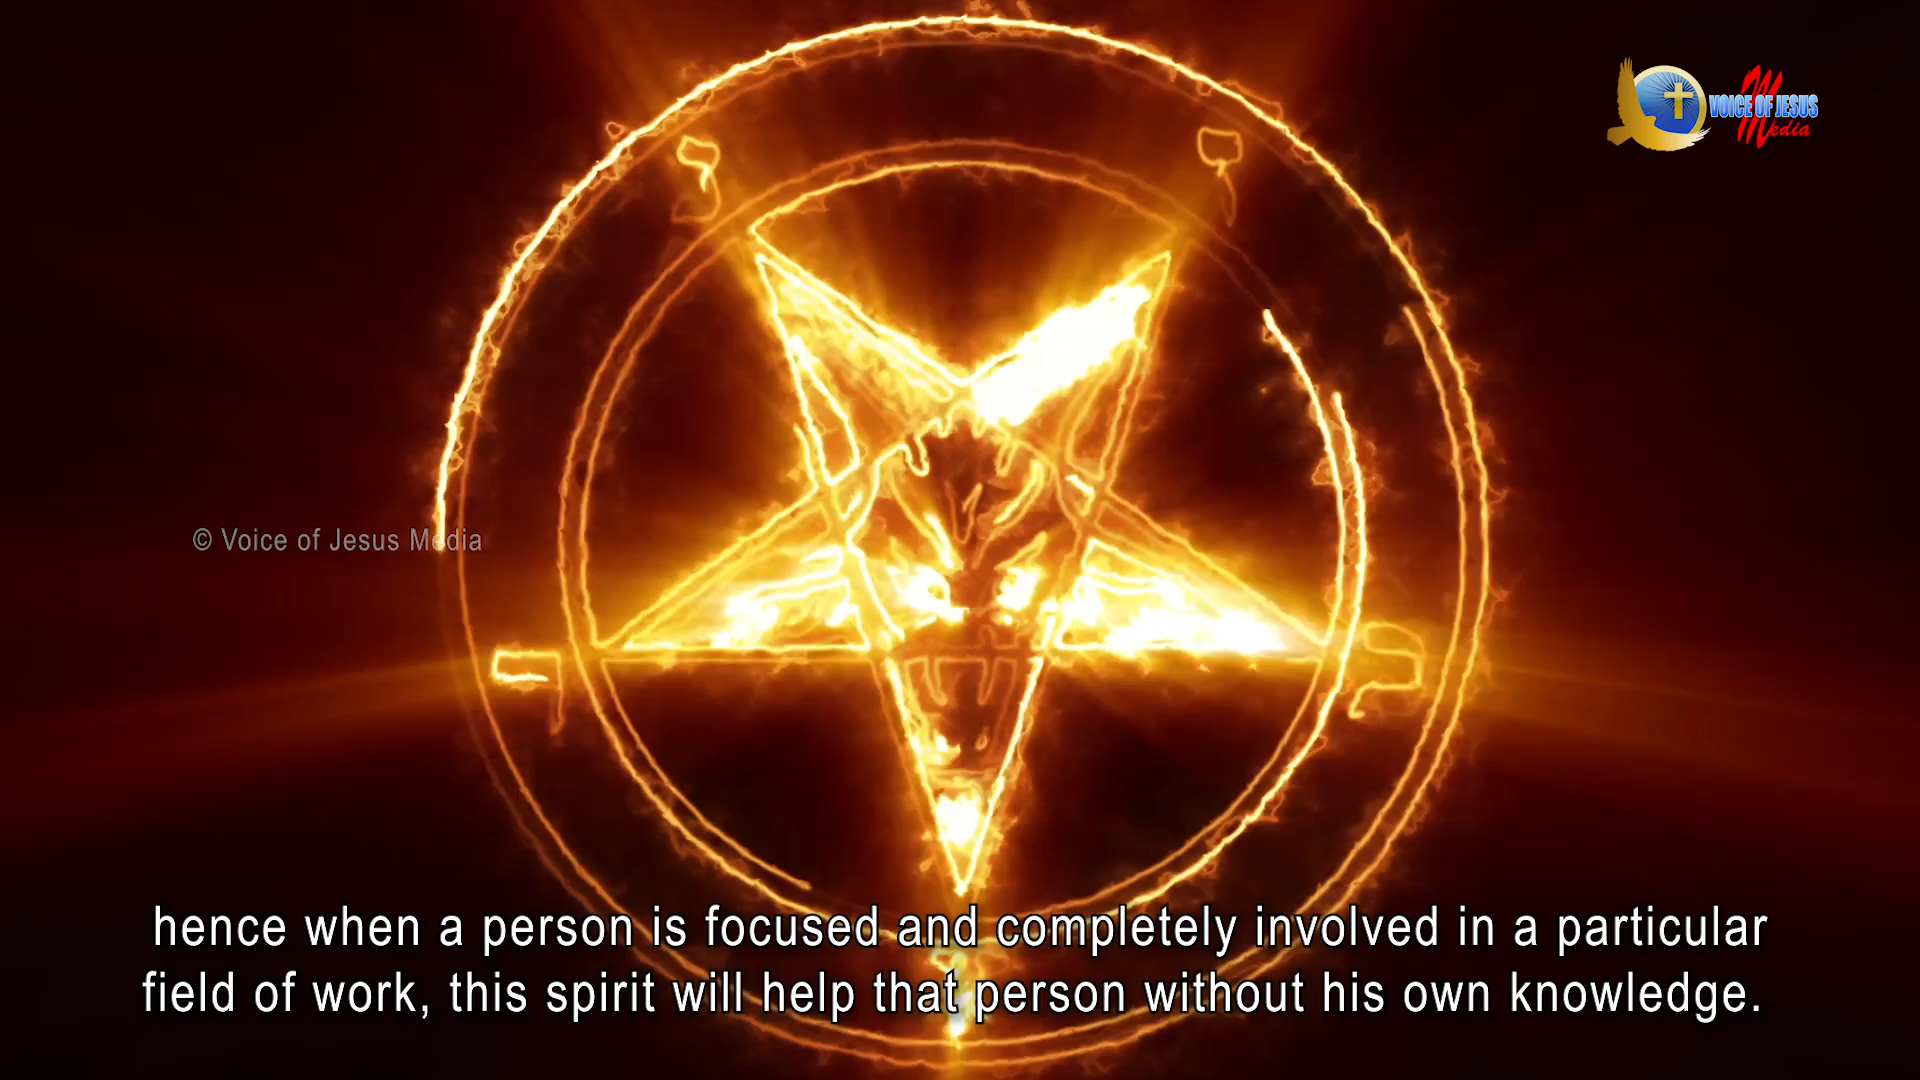 VOICE OF JESUS
Media
© Voice of Jesus Media
hence when a person is focused and completely involved in a particular
field of work, this spirit will help that person without his own knowledge.